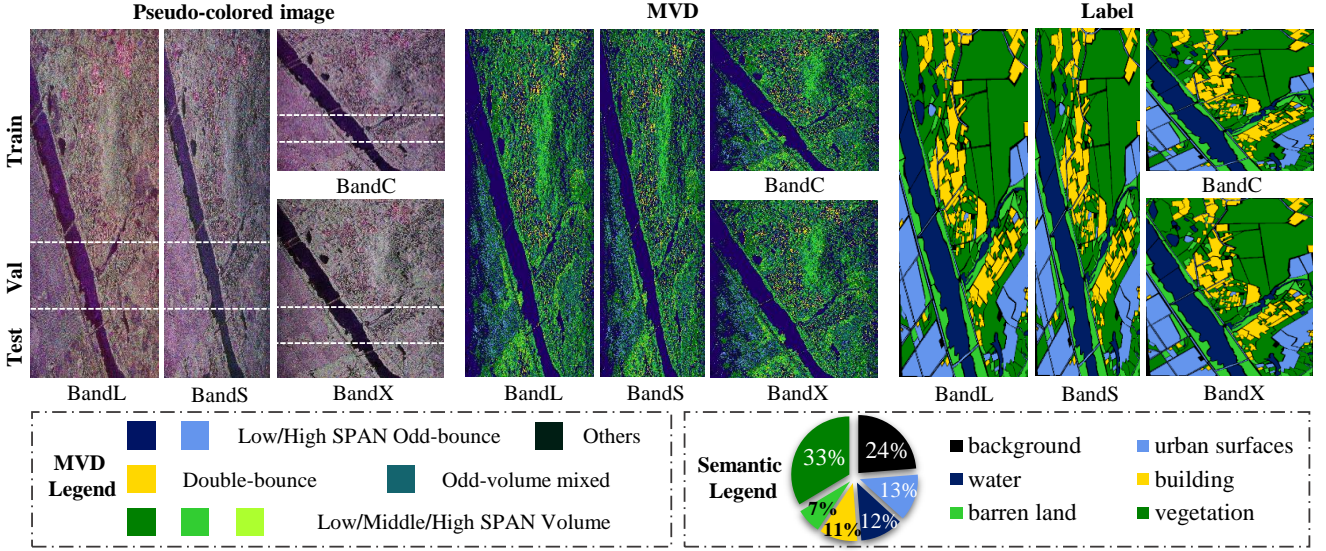 Pseudo-colored image
MVD
Label
Train
Val
Test
BandC
BandC
BandC
BandL
BandS
BandX
BandL
BandS
BandX
BandL
BandS
BandX
MVD
Legend
Low/High SPAN Odd-bounce
Others
Double-bounce
Odd-volume mixed
Low/Middle/High SPAN Volume
Semantic
Legend
33%
24%
13%
12%
11%
7%
background
urban surfaces
water
building
barren land
vegetation